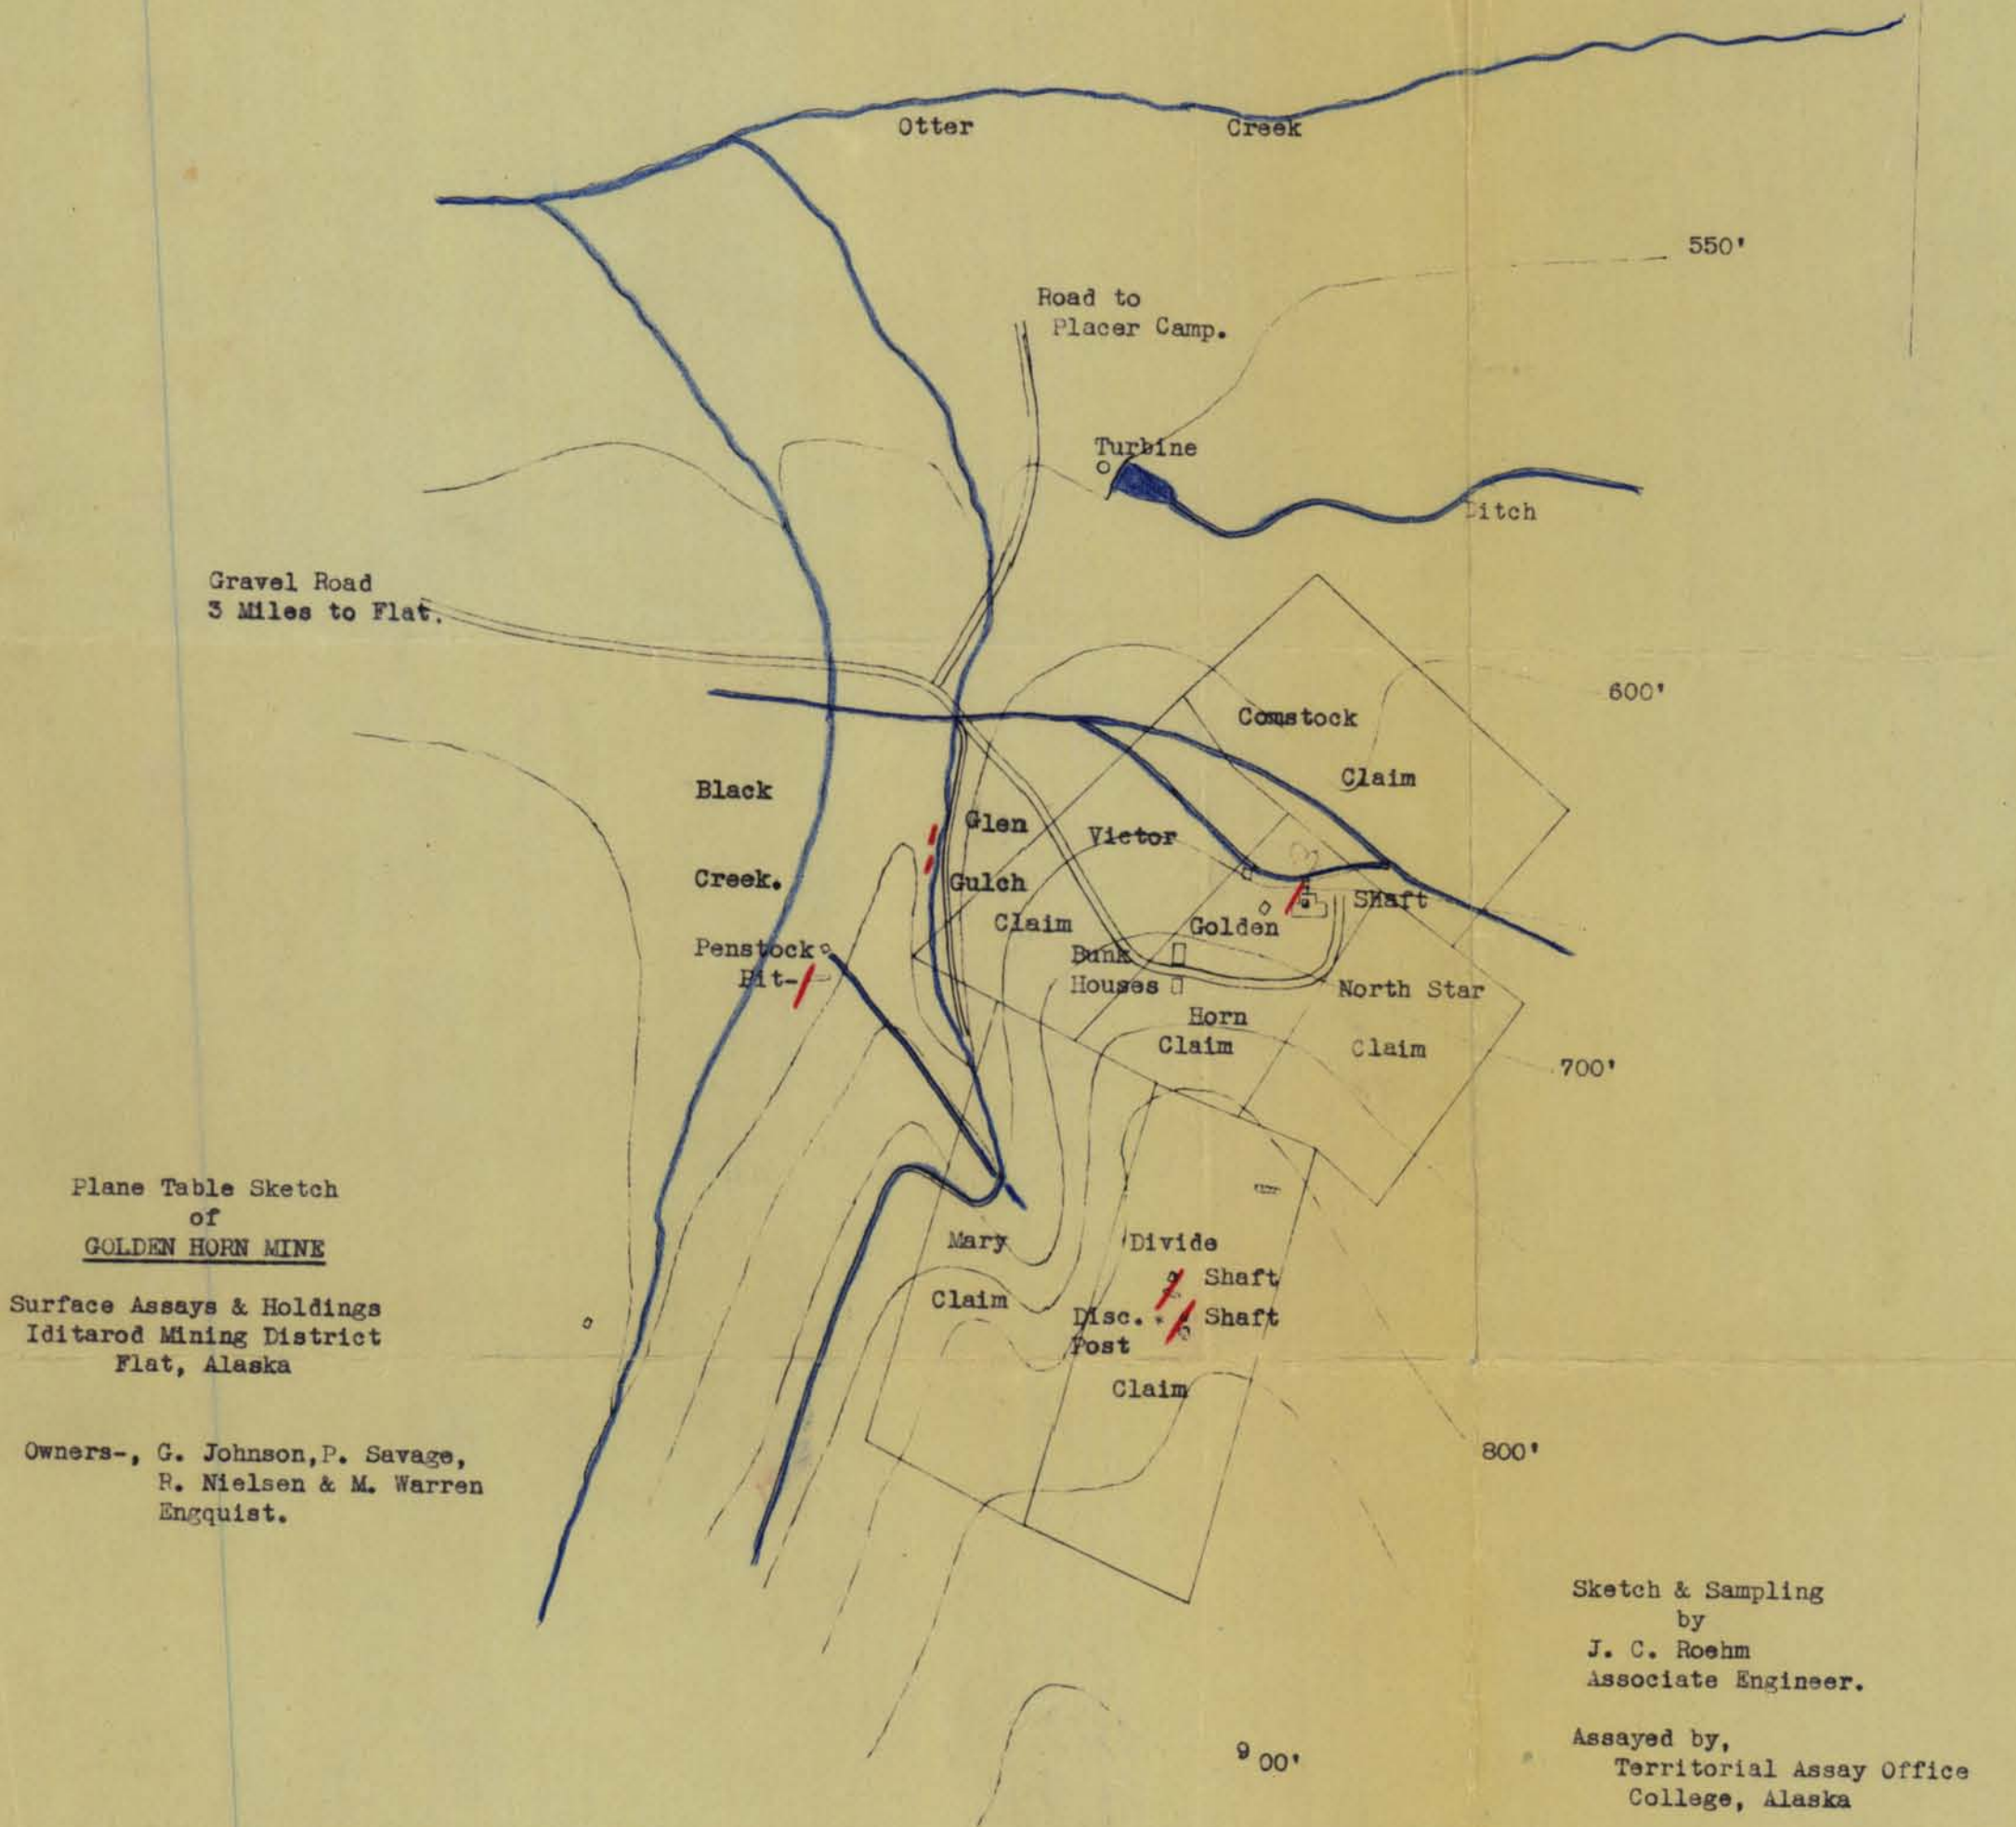 Otter Creek
550'
Road to
Placer Camp.
Turbine
Ditch
Gravel Road
3 Miles to Flat.
600'
Comstock
Claim
Black
Creek.
Glen
Gulch
Victor
Claim
Shaft
Golden
Bunk
Houses
Horn
Claim
North Star
Claim
Penstock
Pit-
700'
Mary
Claim
Divide
Shaft
Disc.
Post
Shaft
Claim
800'
900'
Plane Table Sketch
of
GOLDEN HORN MINE
Surface Assays & Holdings
Iditarod Mining District
Flat, Alaska
Owners-, G. Johnson, P. Savage,
R. Nielsen & M. Warren
Engquist.
Sketch & Sampling
by
J. C. Roehm
Associate Engineer.
Assayed by,
Territorial Assay Office
College, Alaska